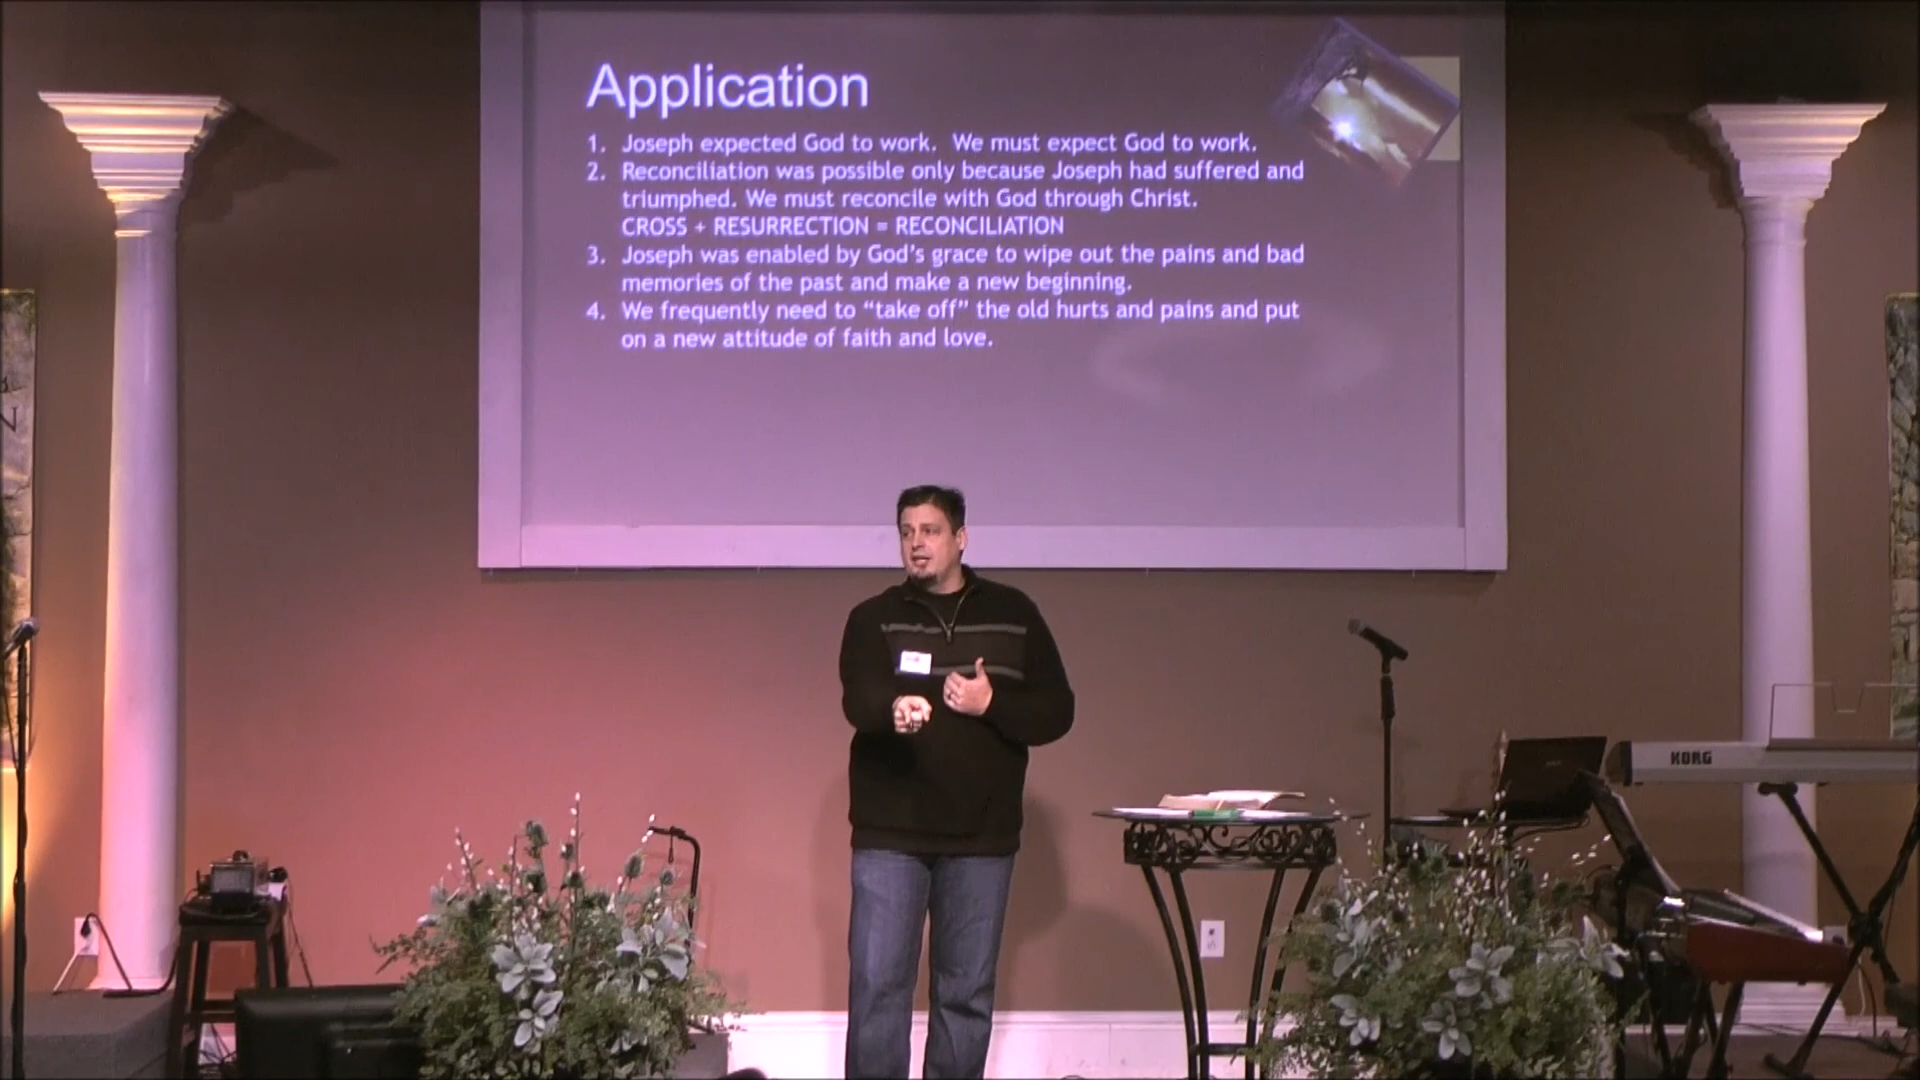 Application
1. Joseph expected God to work. We must expect God to work.
2. Reconciliation was possible only because Joseph had suffered and
triumphed. We must reconcile with God through Christ.
CROSS + RESURRECTION = RECONCILIATION
3. Joseph was enabled by God's grace to wipe out the pains and bad
memories of the past and make a new beginning.
4. We frequently need to “take off” the old hurts and pains and put
on a new attitude of faith and love.
N
KORG